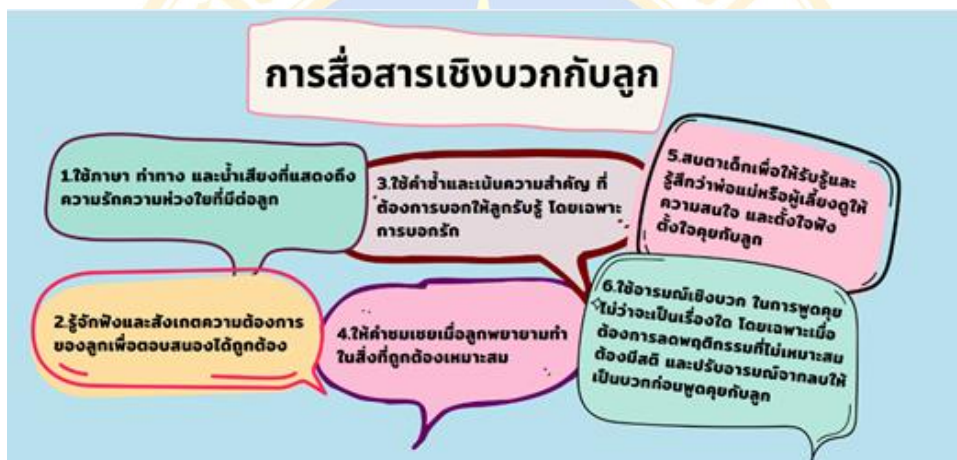 การสื่อสารเชิงบวกกับลูก
1.ใช้ภาษา ท่าทาง และน้ำเสียงที่แสดงถึง
ความรักความห่วงใยที่มีต่อลูก
2.รู้จักฟังและสังเกตความต้องการ
ของลูกเพื่อตอบสนองได้ถูกต้อง
3.ใช้คำซ้ำและเน้นความสำคัญ ที่
ต้องการบอกให้ลูกรับรู้ โดยเฉพาะ
การบอกรัก
4.ให้คำชมเชยเมื่อลูกพยายามทำ
ในสิ่งที่ถูกต้องเหมาะสม
5.สบตาเด็กเพื่อให้รับรู้และ
รู้สึกว่าพ่อแม่หรือผู้เลี้ยงดูให้
ความสนใจ และตั้งใจฟัง
ตั้งใจคุยกับลูก
6.ใช้อารมณ์เชิงบวก ในการพูดคุย
ไม่ว่าจะเป็นเรื่องใด โดยเฉพาะเมื่อ
ต้องการลดพฤติกรรมที่ไม่เหมาะสม
ต้องมีสติ และปรับอารมณ์จากลบให้
เป็นบวกก่อนพูดคุยกับลูก